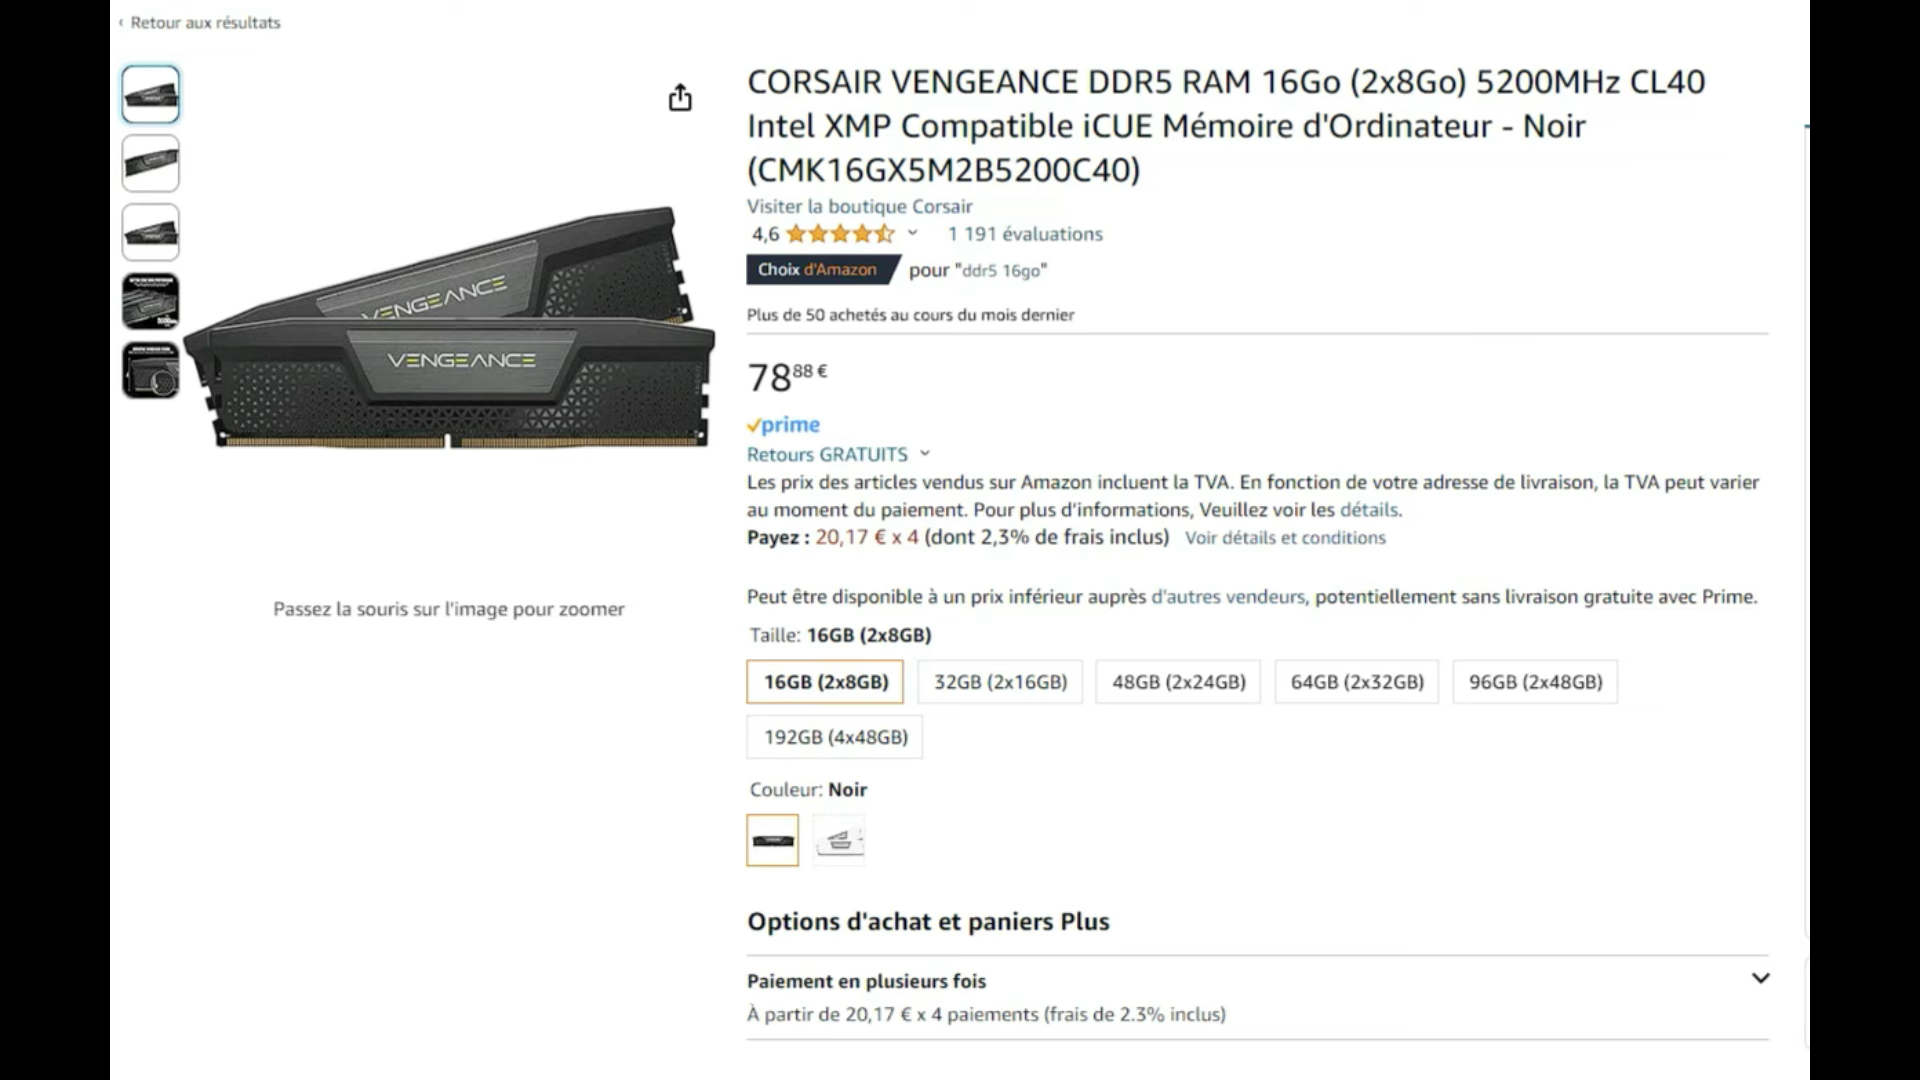 ‹ Retour aux résultats
CORSAIR VENGEANCE DDR5 RAM 16Go (2x8Go) 5200MHz CL40
Intel XMP Compatible iCUE Mémoire d'Ordinateur - Noir
(CMK16GX5M2B5200C40)
Visiter la boutique Corsair
4,6
1 191 évaluations
Choix d'Amazon pour "ddr5 16go"
Plus de 50 achetés au cours du mois dernier
VENGEANCE
VENGEANCE
78 88 €
prime
Retours GRATUITS
Les prix des articles vendus sur Amazon incluent la TVA. En fonction de votre adresse de livraison, la TVA peut varier
au moment du paiement. Pour plus d'informations, Veuillez voir les détails.
Payez : 20,17 € x 4 (dont 2,3% de frais inclus) Voir détails et conditions
Peut être disponible à un prix inférieur auprès d'autres vendeurs, potentiellement sans livraison gratuite avec Prime.
Passez la souris sur l'image pour zoomer
Taille: 16GB (2x8GB)
16GB (2x8GB) 32GB (2x16GB) 48GB (2x24GB) 64GB (2x32GB) 96GB (2x48GB)
192GB (4x48GB)
Couleur: Noir
Options d'achat et paniers Plus
Paiement en plusieurs fois
À partir de 20,17 € x 4 paiements (frais de 2.3% inclus)